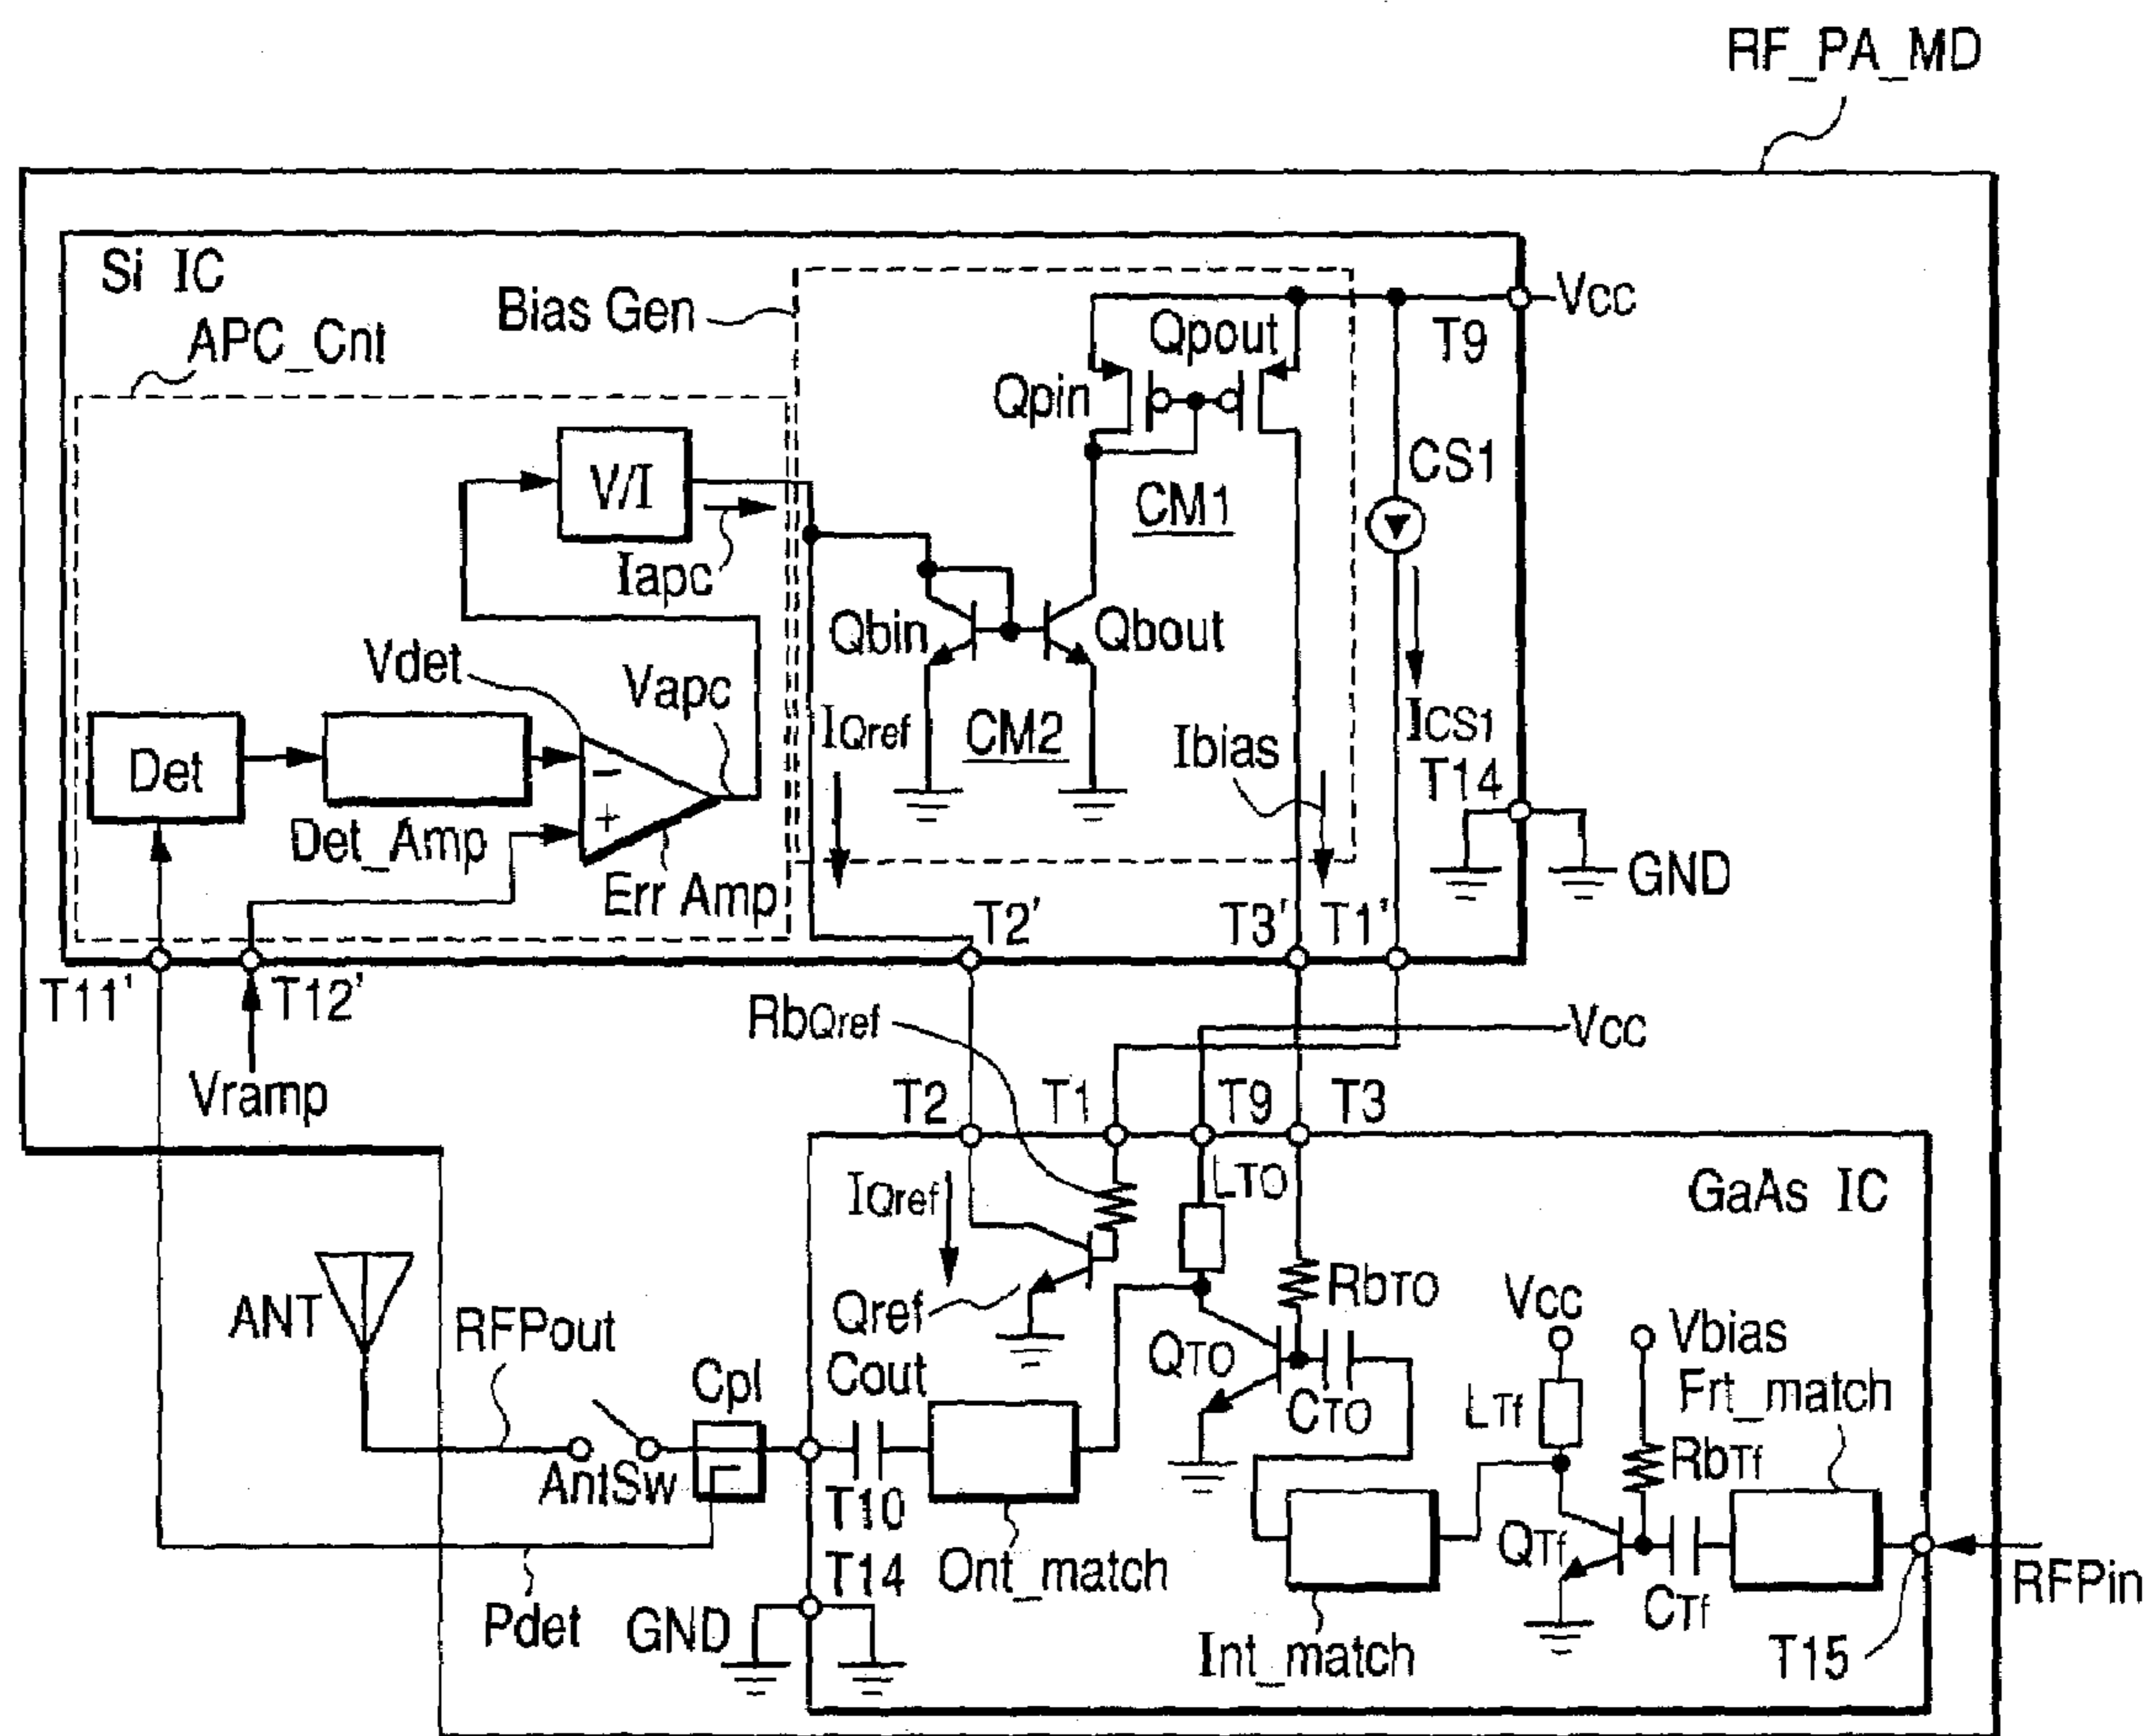 RF_PA_MD
Si IC
Bias Gen
APC_Cnt
Vcc
T9
Qpout
Qpin
CS1
V/I
CM1
Iapc
Qbin
Qbout
Vdet
Vapc
IQref
CM2
Ibias
ICS1
T14
Det
−
+
Det_Amp
Err Amp
GND
T2'
T3'
T1'
T11'
T12'
RbQref
Vcc
Vramp
T2
T1
T9
T3
IQref
LTO
GaAs IC
ANT
RFPout
Qref
RbTO
Vcc
Vbias
Cpl
Cout
QTO
CTO
LTf
Frt_match
RbTf
AntSw
T10
QTf
T14
Ont_match
CTf
RFPin
Pdet
GND
Int_match
T15